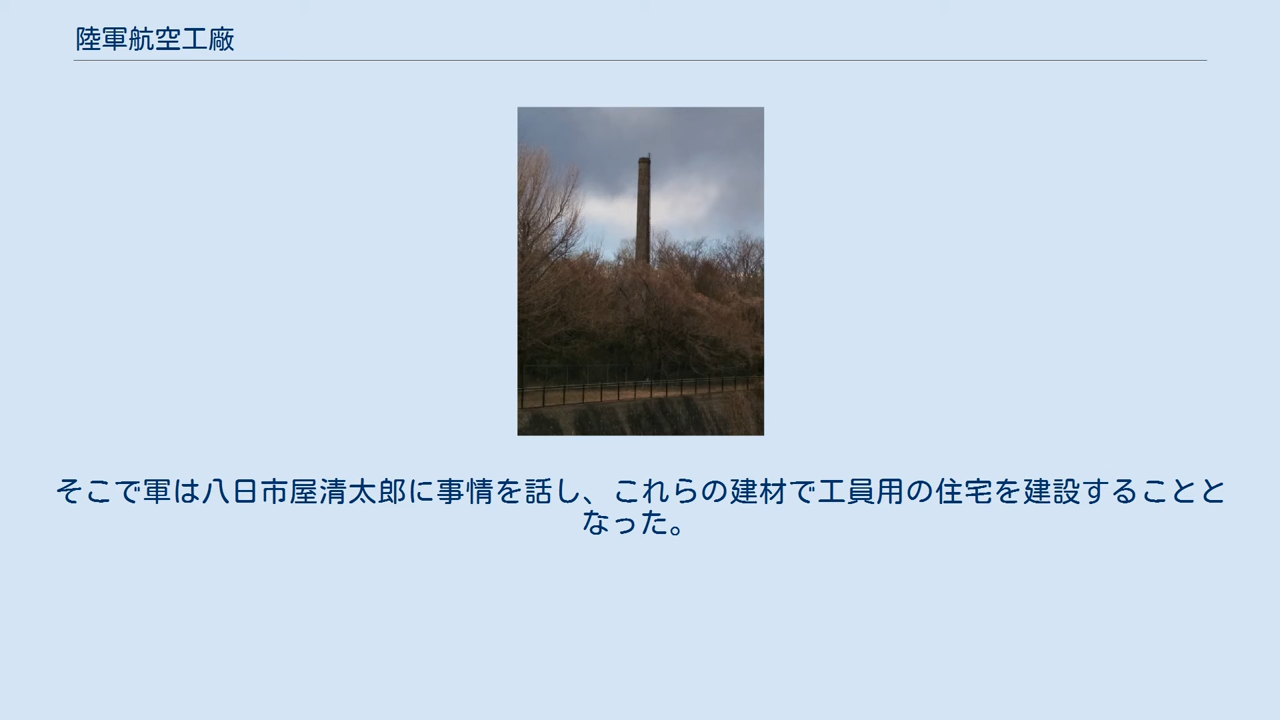 陸軍航空工廠
そこで軍は八日市屋清太郎に事情を話し、これらの建材で工員用の住宅を建設することと
なった。